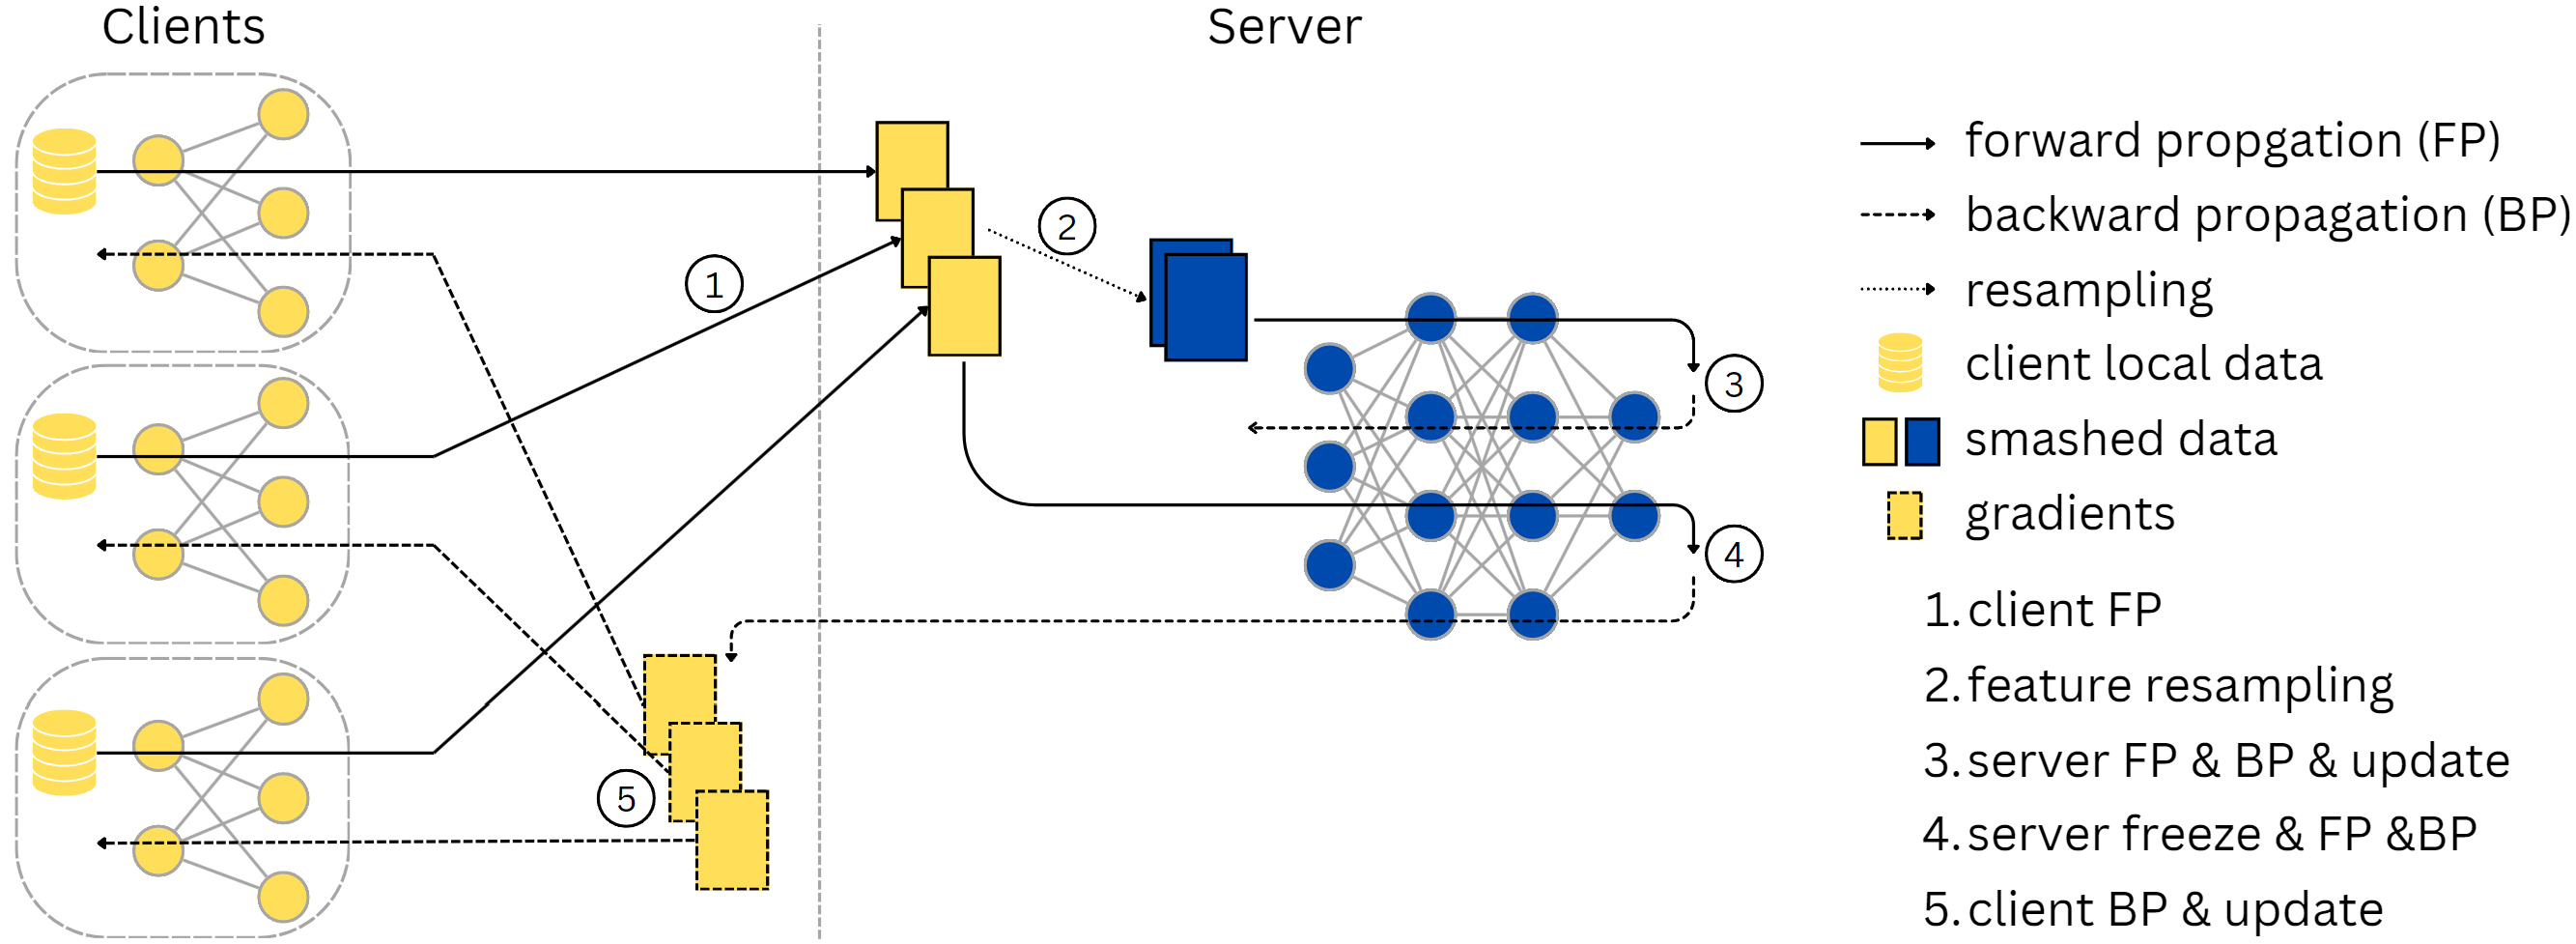 Clients
Server
1
2
3
4
5
forward propgation (FP)
backward propagation (BP)
resampling
client local data
smashed data
gradients
1. client FP
2. feature resampling
3. server FP & BP & update
4. server freeze & FP &BP
5. client BP & update